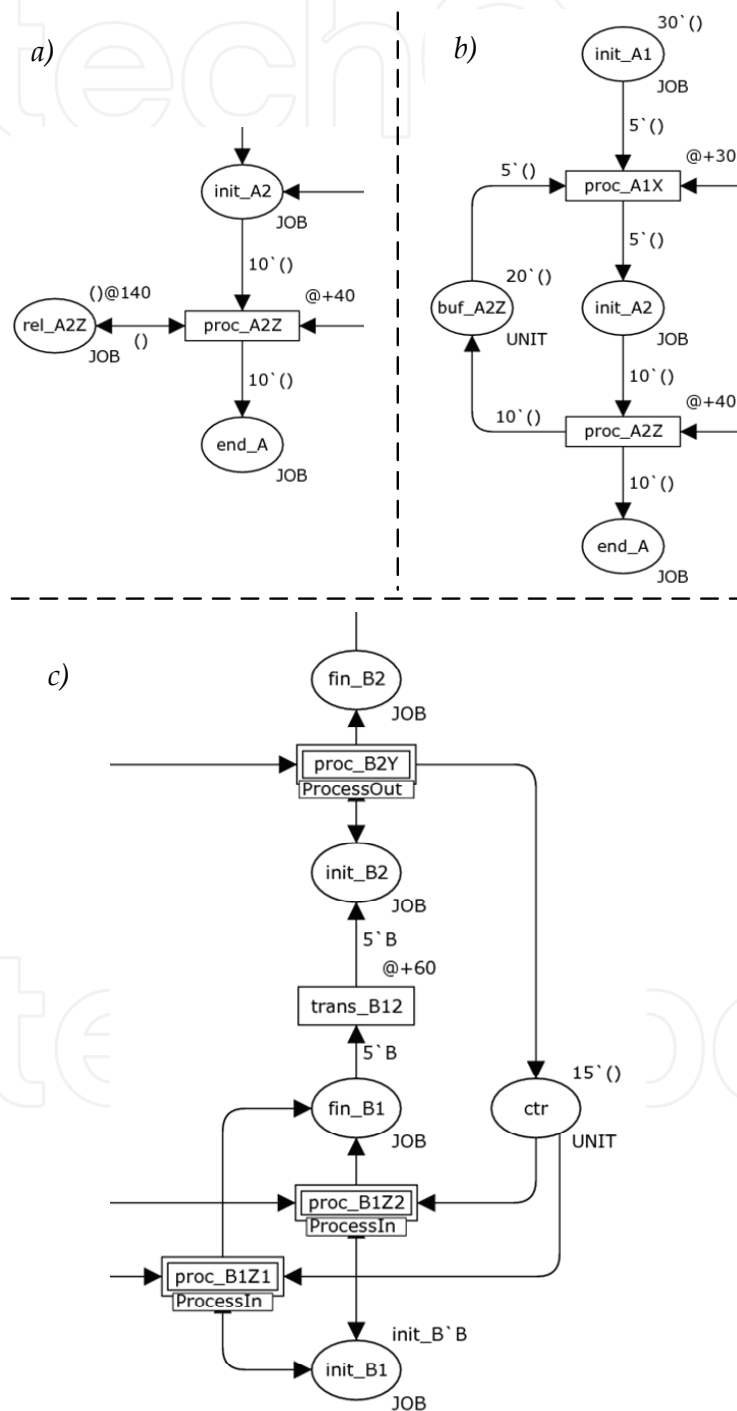 a)
init_A2
JOB
10`()
()@140
@+40
rel_A2Z
proc_A2Z
JOB
()
10`()
end_A
JOB
b)
30`()
init_A1
JOB
5`()
@+30
5`()
proc_A1X
5`()
20`()
buf_A2Z
init_A2
UNIT
JOB
10`()
@+40
10`()
proc_A2Z
10`()
end_A
JOB
c)
fin_B2
JOB
proc_B2Y
ProcessOut
init_B2
JOB
5`B
@+60
trans_B12
5`B
15`()
fin_B1
ctr
JOB
UNIT
proc_B1Z2
ProcessIn
proc_B1Z1
ProcessIn
init_B`B
init_B1
JOB